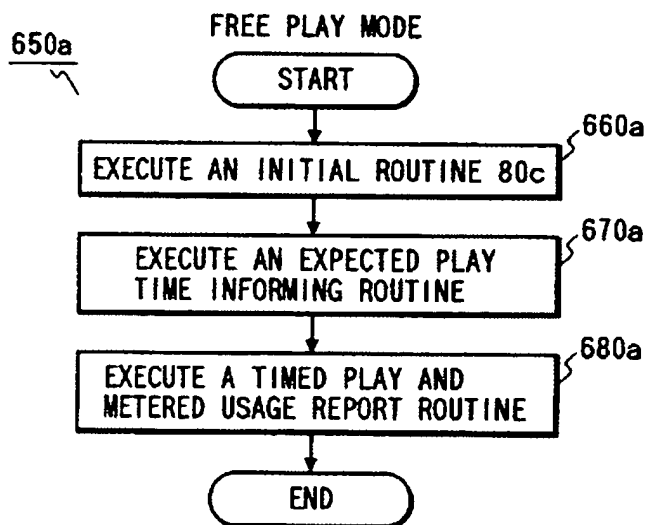 FREE PLAY MODE
650a
START
660a
EXECUTE AN INITIAL ROUTINE 80c
670a
EXECUTE AN EXPECTED PLAY
TIME INFORMING ROUTINE
680a
EXECUTE A TIMED PLAY AND
METERED USAGE REPORT ROUTINE
END